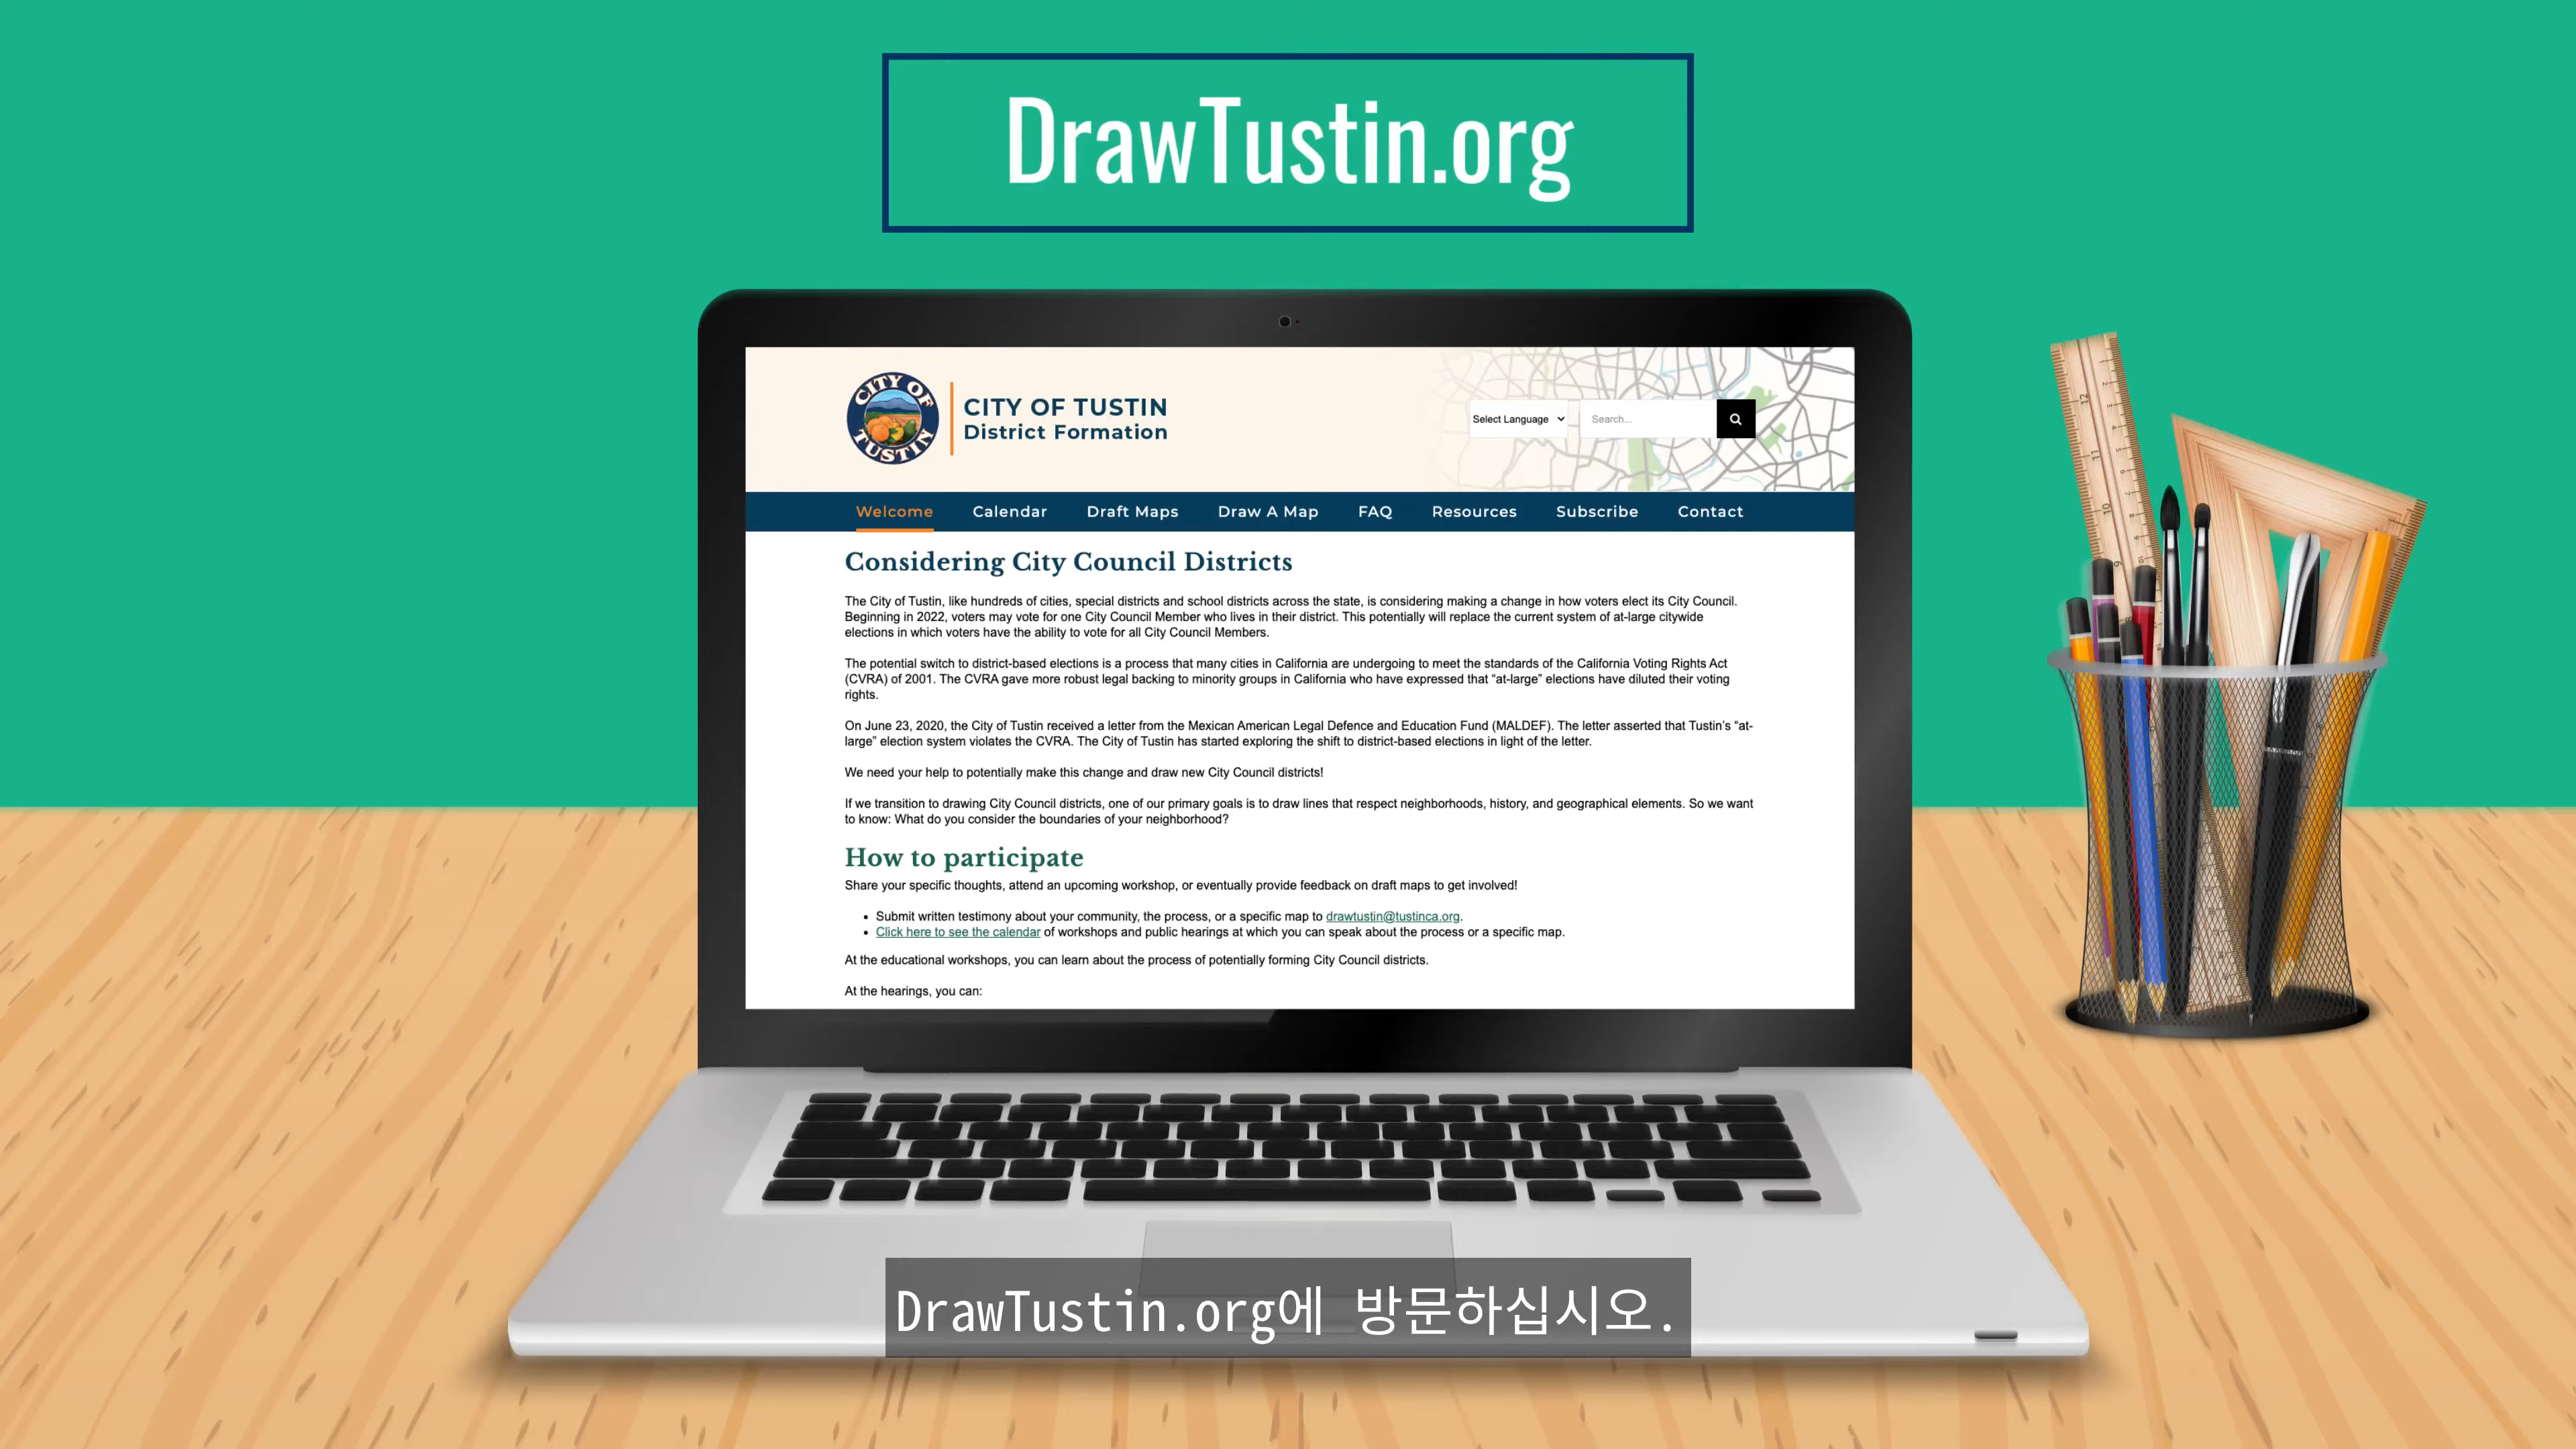 DrawTustin.org
CITY OF
TUSTIN
CITY OF TUSTIN
District Formation
Select Language
Search...
Welcome
Calendar
Draft Maps
Draw A Map
FAQ
Resources
Subscribe
Contact
Considering City Council Districts
The City of Tustin, like hundreds of cities, special districts and school districts across the state, is considering making a change in how voters elect its City Council.
Beginning in 2022, voters may vote for one City Council Member who lives in their district. This potentially will replace the current system of at-large citywide
elections in which voters have the ability to vote for all City Council Members.
The potential switch to district-based elections is a process that many cities in California are undergoing to meet the standards of the California Voting Rights Act
(CVRA) of 2001. The CVRA gave more robust legal backing to minority groups in California who have expressed that “at-large” elections have diluted their voting
rights.
On June 23, 2020, the City of Tustin received a letter from the Mexican American Legal Defence and Education Fund (MALDEF). The letter asserted that Tustin’s “at-
large” election system violates the CVRA. The City of Tustin has started exploring the shift to district-based elections in light of the letter.
We need your help to potentially make this change and draw new City Council districts!
If we transition to drawing City Council districts, one of our primary goals is to draw lines that respect neighborhoods, history, and geographical elements. So we want
to know: What do you consider the boundaries of your neighborhood?
How to participate
Share your specific thoughts, attend an upcoming workshop, or eventually provide feedback on draft maps to get involved!
• Submit written testimony about your community, the process, or a specific map to drawtustin@tustinca.org.
• Click here to see the calendar of workshops and public hearings at which you can speak about the process or a specific map.
At the educational workshops, you can learn about the process of potentially forming City Council districts.
At the hearings, you can:
DrawTustin.org에 방문하십시오.